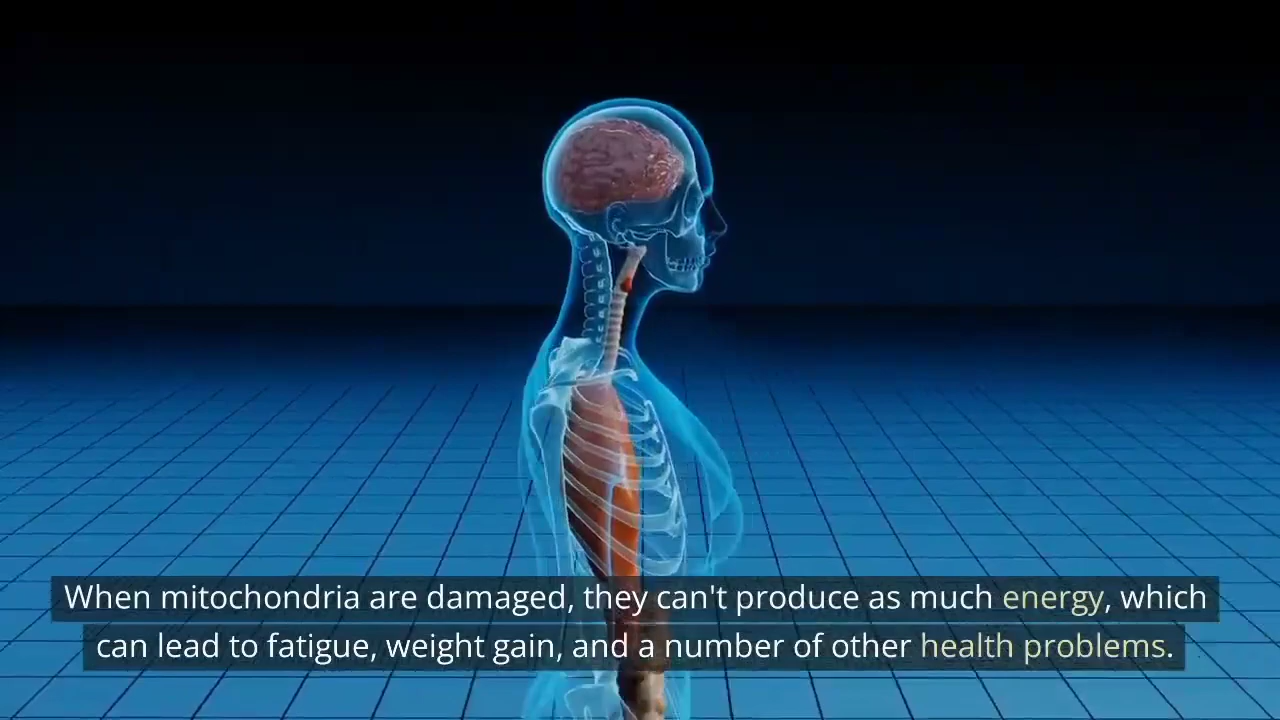 When mitochondria are damaged, they can't produce as much energy, which
can lead to fatigue, weight gain, and a number of other health problems.